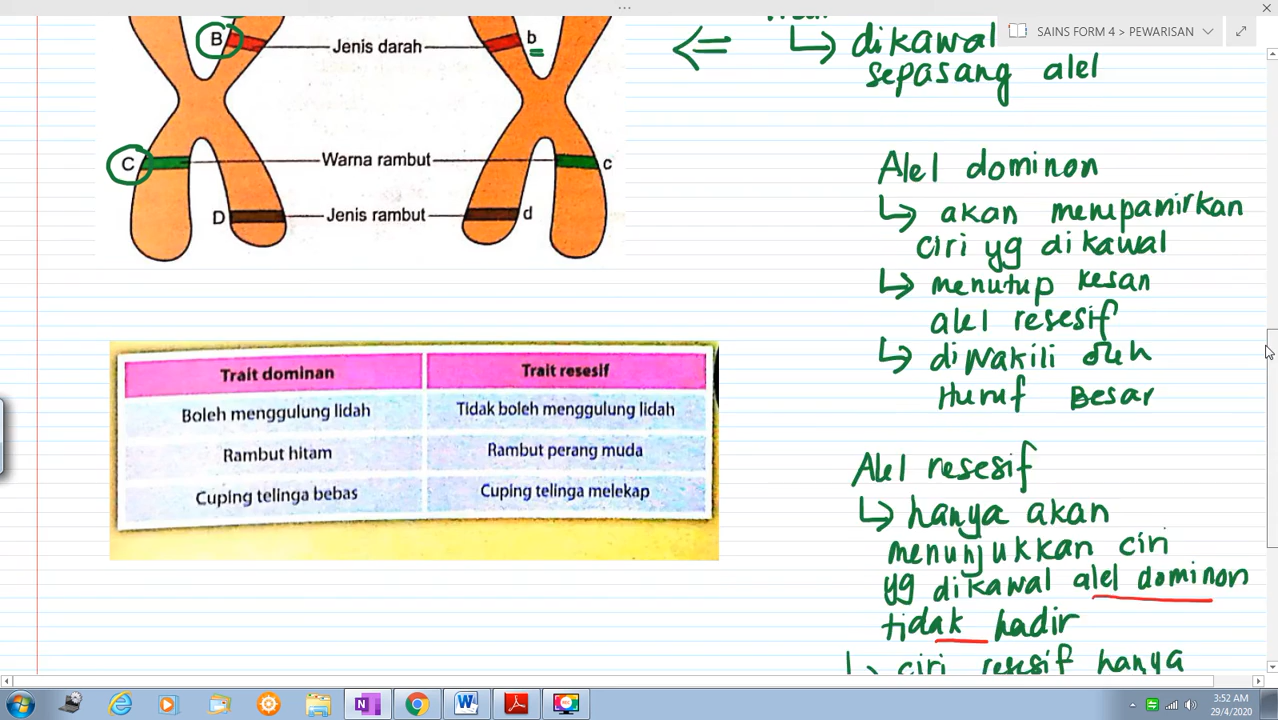 SAINS FORM 4 > PEWARISAN
B
Jenis darah
b
dikawal
sepasang alel
C
Warna rambut
c
D
Jenis rambut
d
Alel dominan
akan menzpamirkan
ciri yg dikawal
menutup kesan
alel resesif
diwakili oleh
Huruf Besar
Trait dominan
Trait resesif
Boleh menggulung lidah
Tidak boleh menggulung lidah
Rambut hitam
Rambut perang muda
Cuping telinga bebas
Cuping telinga melekap
Alel resesif
hanya akan
menunjukkan ciri
yg dikawal alel dominan
tidak hadir
ciri resesif hanya
3:52 AM
29/4/2020